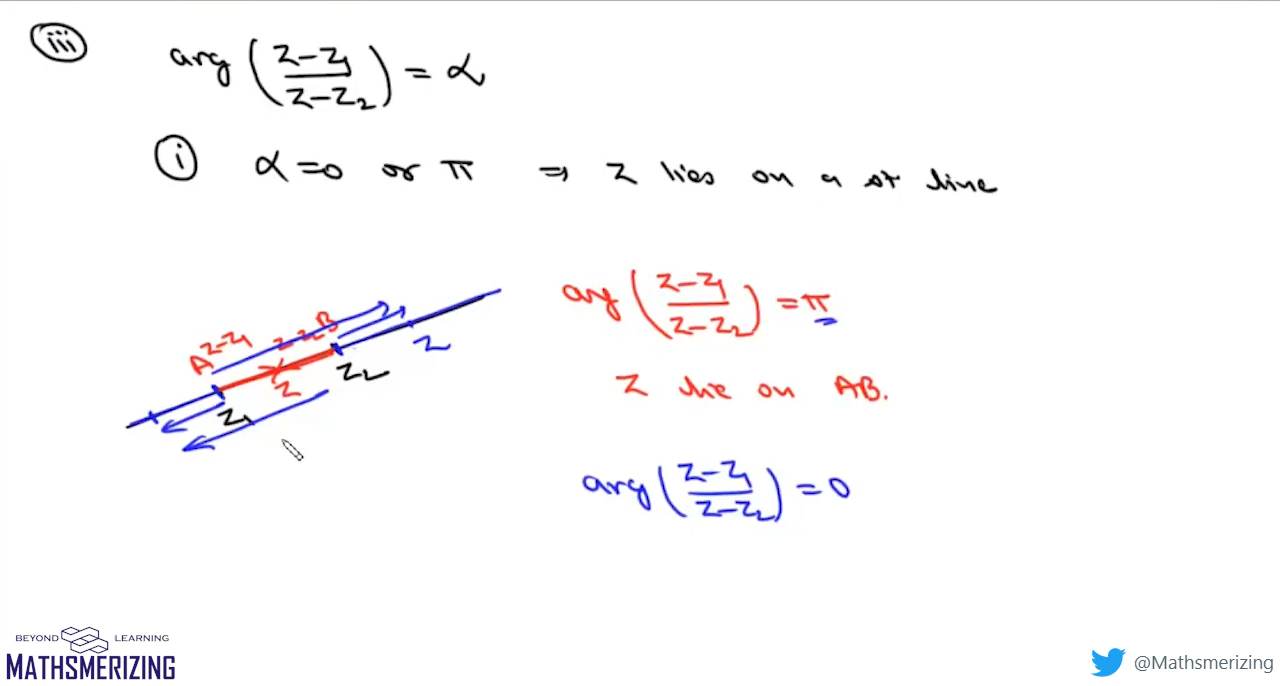 iii
arg ( (z-z₁)/(z-z₂) ) = α
i α=0 or π ⇒ z lies on a st line
arg ( (z-z₁)/(z-z₂) ) = π
A z-z₁ z-z₂ B
z z₂ z
z₁
z lie on AB.
arg ( (z-z₁)/(z-z₂) ) = 0
BEYOND LEARNING
MATHSMERIZING
@Mathsmerizing